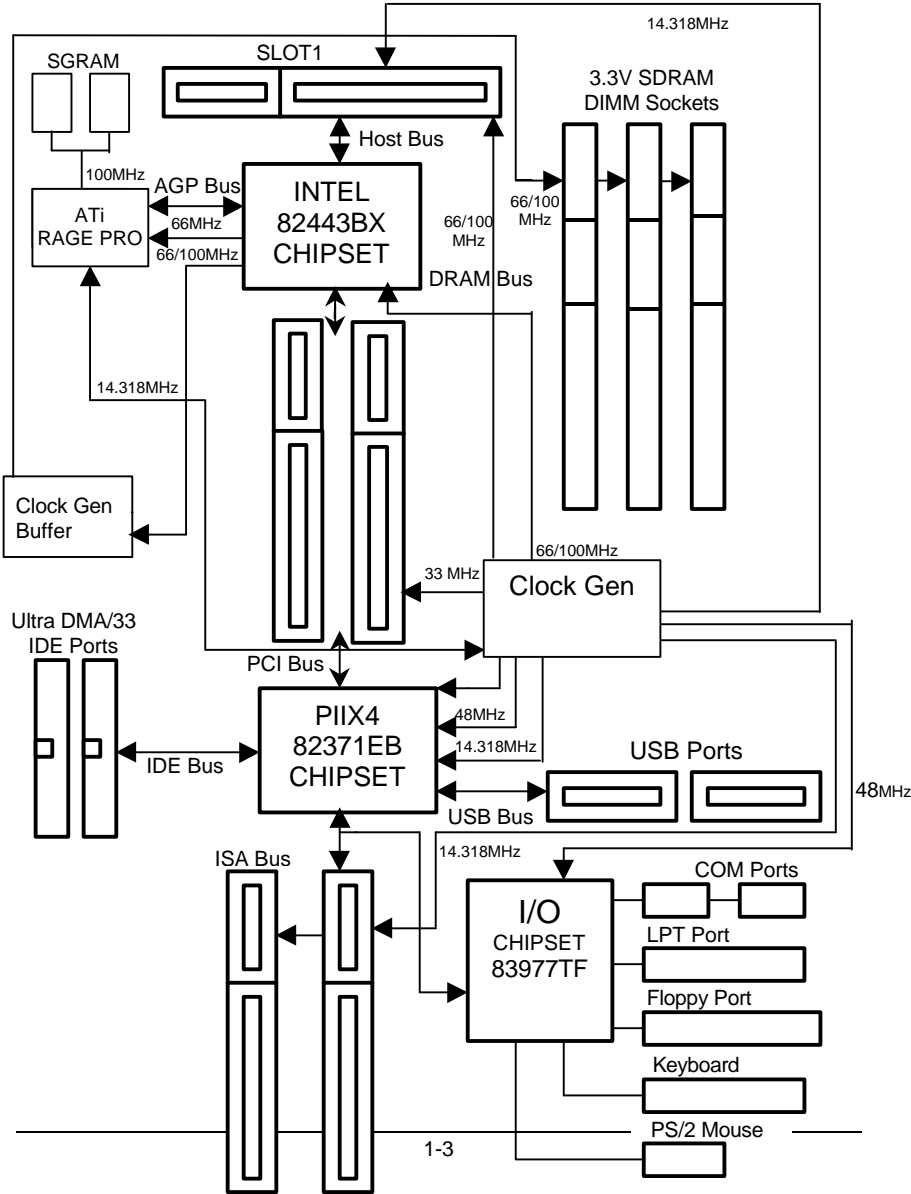 14.318MHz
SLOT1
SGRAM
3.3V SDRAM
DIMM Sockets
Host Bus
100MHz
AGP Bus
INTEL
82443BX
CHIPSET
ATi
RAGE PRO
66MHz
66/100MHz
66/100
MHz
66/100
MHz
DRAM Bus
14.318MHz
Clock Gen
Buffer
66/100MHz
33 MHz
Clock Gen
Ultra DMA/33
IDE Ports
PCI Bus
PIIX4
82371EB
CHIPSET
48MHz
14.318MHz
IDE Bus
USB Ports
USB Bus
48MHz
14.318MHz
ISA Bus
COM Ports
I/O
CHIPSET
83977TF
LPT Port
Floppy Port
Keyboard
PS/2 Mouse
1-3